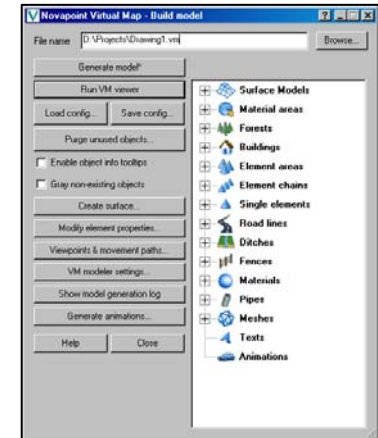 Novapoint Virtual Map - Build model
File name D:\Projects\Drawing1.vmi Browse...
Generate model*
Run VM viewer
Load config... Save config...
Purge unused objects...
Enable object info tooltips
Gray non-existing objects
Create surface...
Modify element properties...
Viewpoints & movement paths...
VM modeler settings...
Show model generation log
Generate animations...
Help Close
Surface Models
Material areas
Forests
Buildings
Element areas
Element chains
Single elements
Road lines
Ditches
Fences
Materials
Pipes
Meshes
Texts
Animations